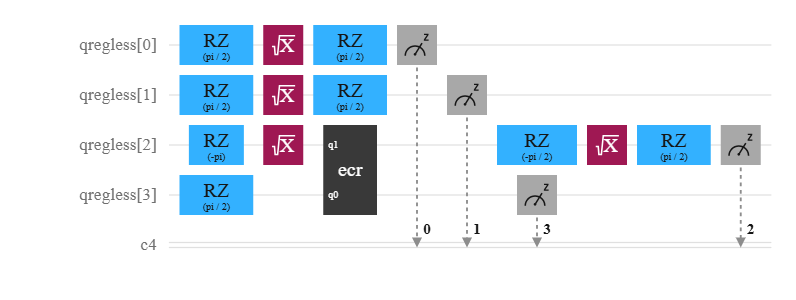 qregless[0] RZ (pi / 2) √X RZ (pi / 2) z
qregless[1] RZ (pi / 2) √X RZ (pi / 2) z
qregless[2] RZ (-pi) √X q1 RZ (-pi / 2) √X RZ (pi / 2) z
ecr
qregless[3] RZ (pi / 2) q0 z
0 1 3 2
c4